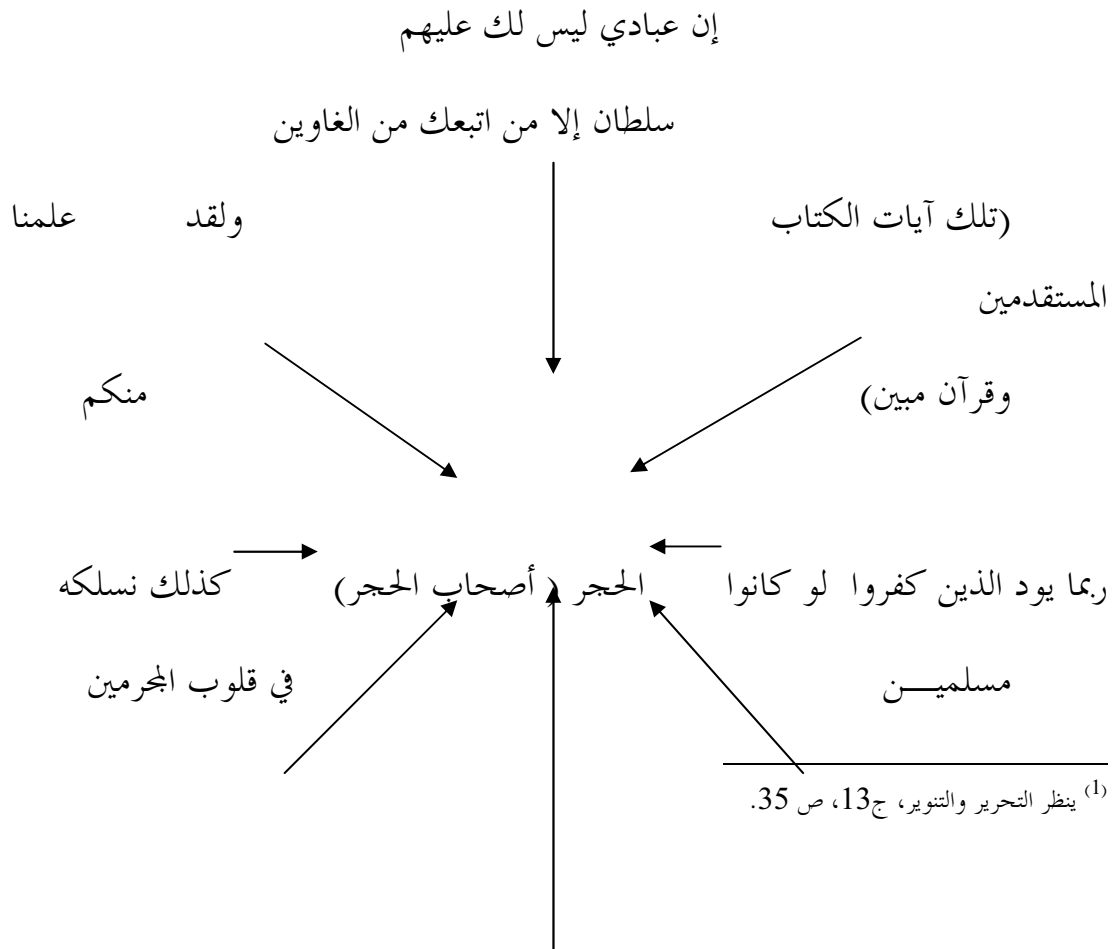 إن عبادي ليس لك عليهم
سلطان إلا من اتبعك من الغاوين
(تلك آيات الكتاب ولقد علمنا
المستقدمين
وقرآن مبين) منكم
ربما يود الذين كفروا لو كانوا الحجر ( أصحاب الحجر) كذلك نسلكه
مسلميـــن في قلوب المجرمين
(1) ينظر التحرير والتنوير، ج13، ص 35.